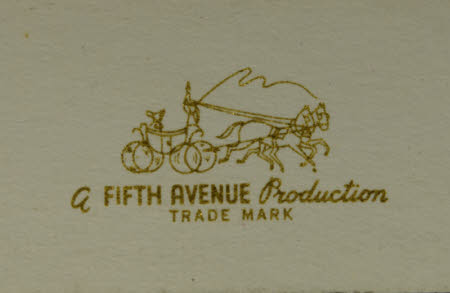 a FIFTH AVENUE Production
TRADE MARK